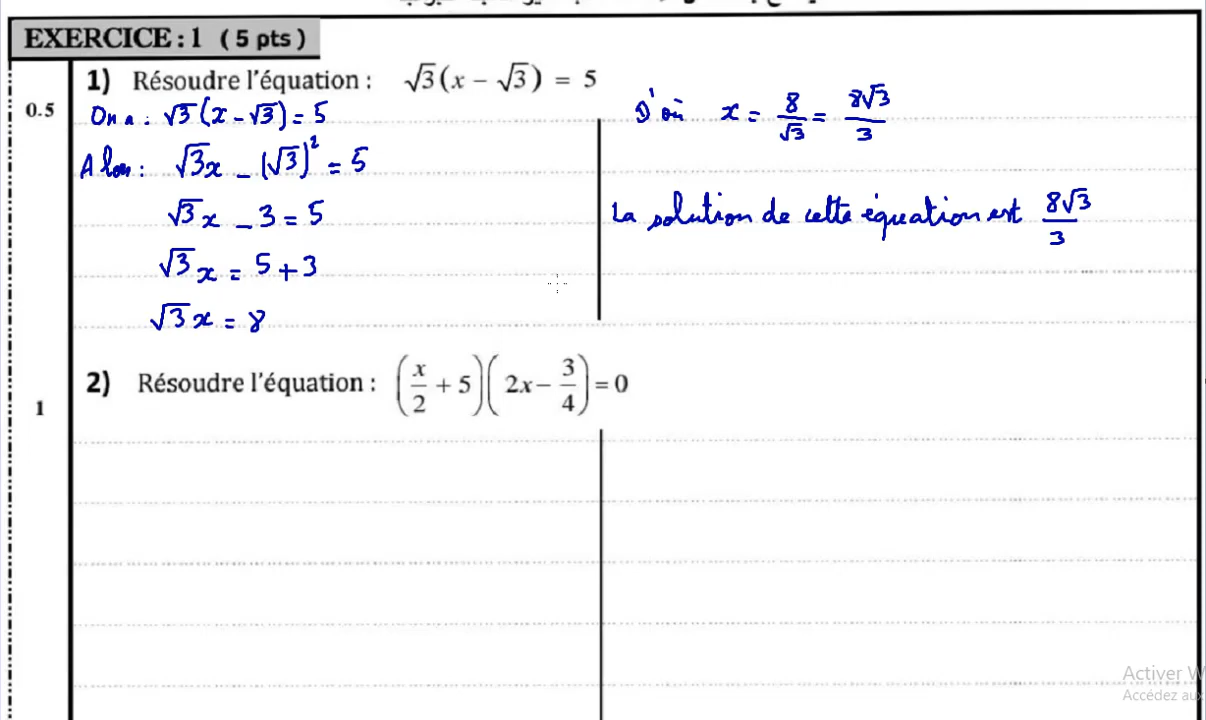 EXERCICE : 1 ( 5 pts )
0.5
1) Résoudre l'équation : √3(x − √3) = 5
On a : √3(x − √3) = 5
Alors : √3x − (√3)² = 5
√3x − 3 = 5
√3x = 5 + 3
√3x = 8
D'où x = 8/√3 = 8√3/3
La solution de cette équation est 8√3/3
1
2) Résoudre l'équation : (x/2 + 5)(2x − 3/4) = 0
Activer W
Accédez aux